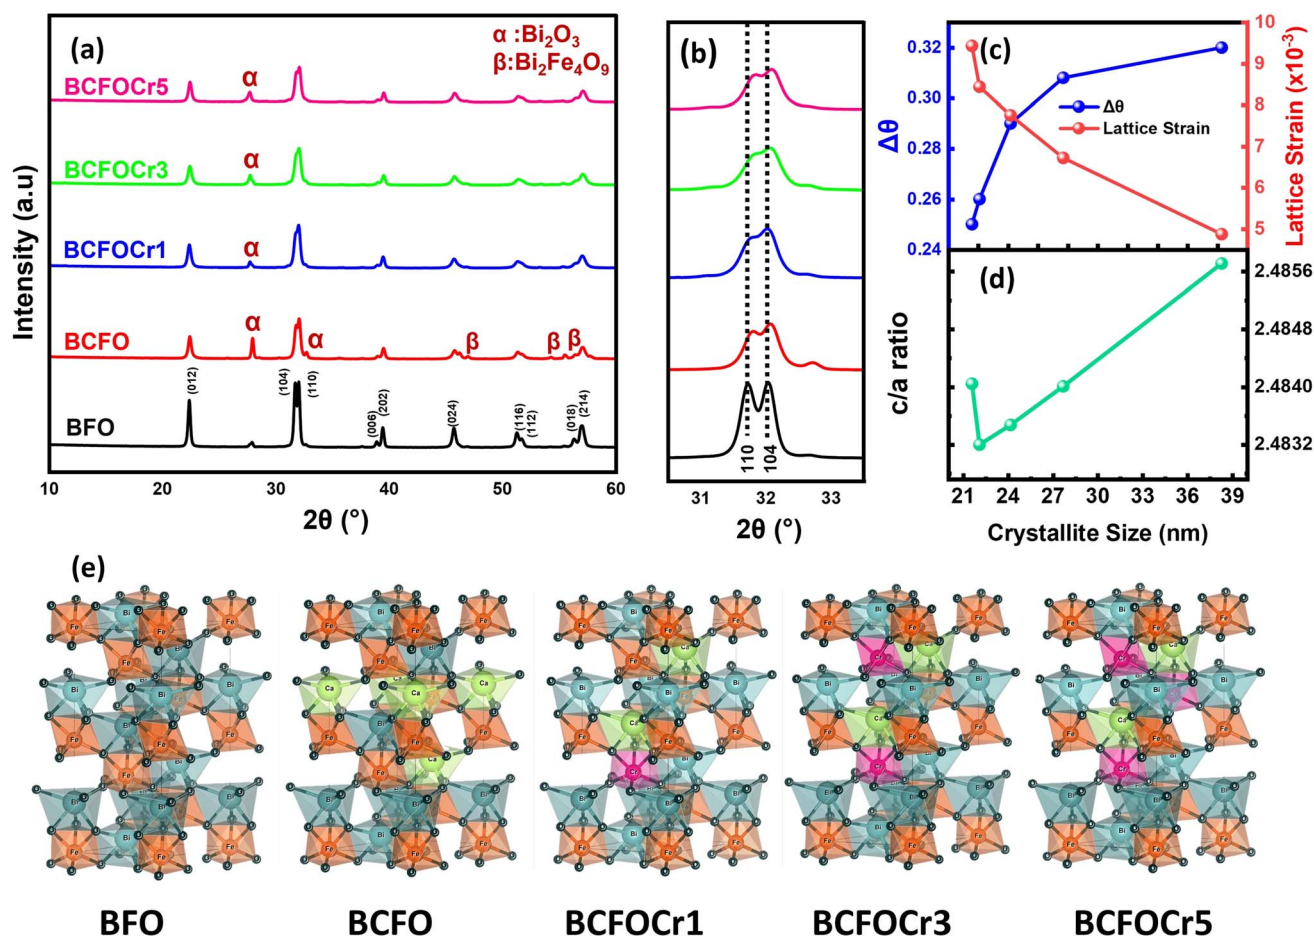 (a)
α :Bi₂O₃
β:Bi₂Fe₄O₉
BCFOCr5
α
BCFOCr3
α
BCFOCr1
α
BCFO
α
α
β
β
β
BFO
(012)
(104)
(110)
(006)
(202)
(024)
(116)
(112)
(018)
(214)
Intensity (a.u)
10 20 30 40 50 60
2θ (°)
(b)
110
104
31 32 33
2θ (°)
(c)
Δθ
0.32
0.30
0.28
0.26
0.24
Δθ
Lattice Strain
10
9
8
7
6
5
Lattice Strain (x10⁻³)
(d)
c/a ratio
2.4856
2.4848
2.4840
2.4832
21 24 27 30 33 36 39
Crystallite Size (nm)
(e)
BFO BCFO BCFOCr1 BCFOCr3 BCFOCr5